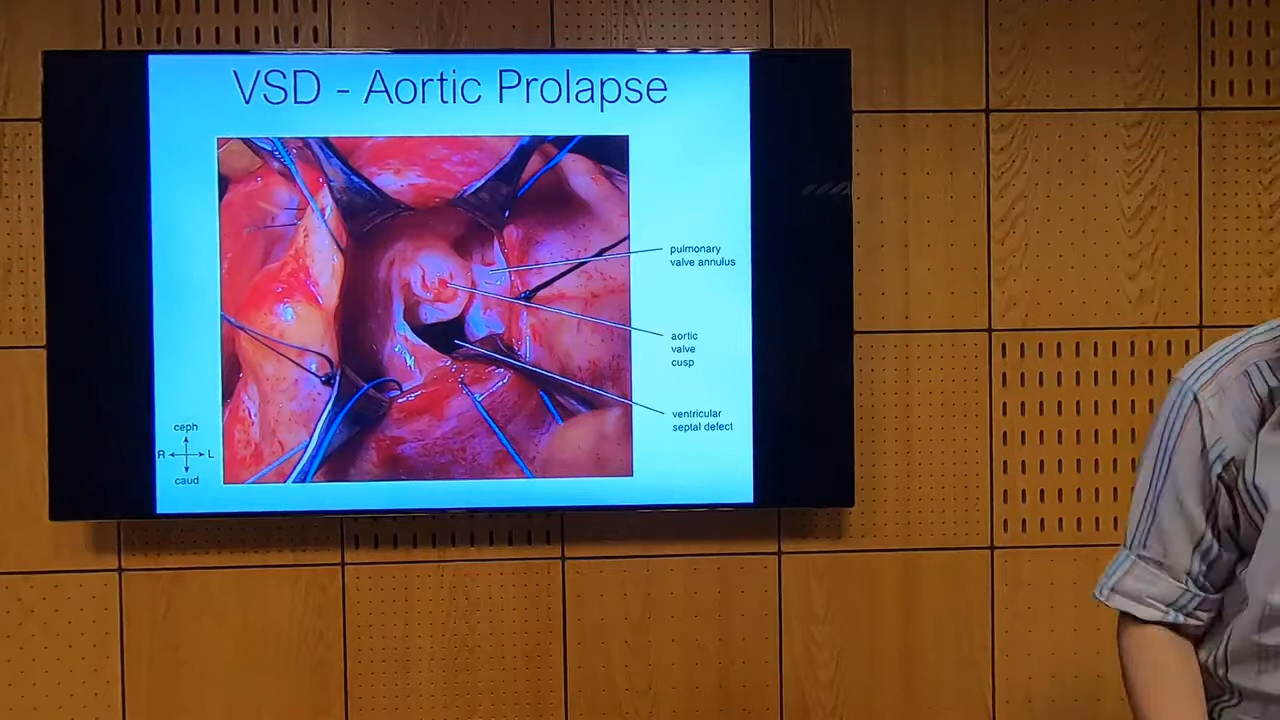 VSD - Aortic Prolapse
pulmonary
valve annulus
aortic
valve
cusp
ventricular
septal defect
ceph
R L
caud